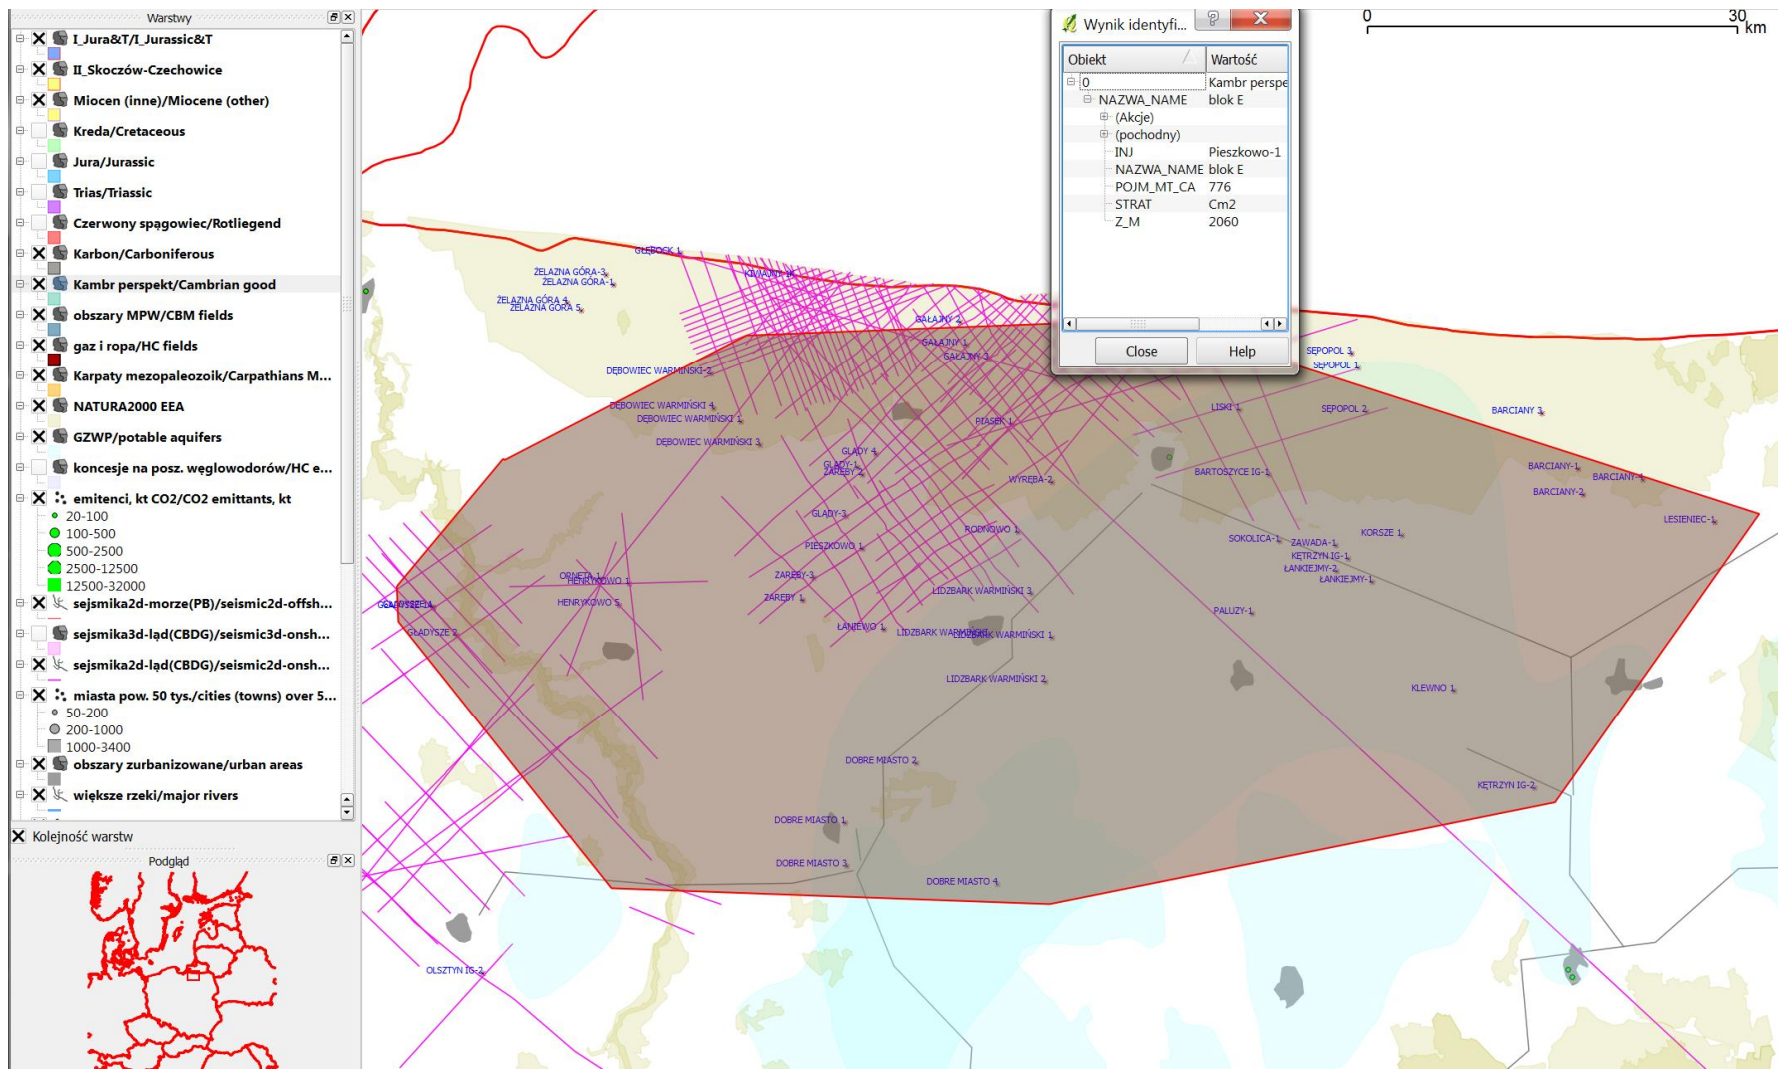 Warstwy
I_Jura&T/I_Jurassic&T
II_Skoczów-Czechowice
Miocen (inne)/Miocene (other)
Kreda/Cretaceous
Jura/Jurassic
Trias/Triassic
Czerwony spągowiec/Rotliegend
Karbon/Carboniferous
Kambr perspekt/Cambrian good
obszary MPW/CBM fields
gaz i ropa/HC fields
Karpaty mezopaleozoik/Carpathians M...
NATURA2000 EEA
GZWP/potable aquifers
koncesje na posz. węglowodorów/HC e...
emitenci, kt CO2/CO2 emittants, kt
20-100
100-500
500-2500
2500-12500
12500-32000
sejsmika2d-morze(PB)/seismic2d-offsh...
sejsmika3d-ląd(CBDG)/seismic3d-onsh...
sejsmika2d-ląd(CBDG)/seismic2d-onsh...
miasta pow. 50 tys./cities (towns) over 5...
50-200
200-1000
1000-3400
obszary zurbanizowane/urban areas
większe rzeki/major rivers
Kolejność warstw
Podgląd
Wynik identyfi...
Obiekt Wartość
0 Kambr perspe
NAZWA_NAME blok E
(Akcje)
(pochodny)
INJ Pieszkowo-1
NAZWA_NAME blok E
POJM_MT_CA 776
STRAT Cm2
Z_M 2060
Close Help
0 30
km
GŁĘBOCK 1
ŻELAZNA GÓRA-3
ŻELAZNA GÓRA-1
KIWAJNY 1K
ŻELAZNA GÓRA 4
ŻELAZNA GÓRA 5
GAŁAJNY 2
GAŁAJNY 1
GAŁAJNY 3
SĘPOPOL 3
SĘPOPOL 1
DĘBOWIEC WARMIŃSKI-2
DĘBOWIEC WARMIŃSKI 4
DĘBOWIEC WARMIŃSKI 1
LISKI 1
SĘPOPOL 2
BARCIANY 3
PIASEK 1
DĘBOWIEC WARMIŃSKI 3
GLĄDY 4
GLĄDY-1
ZARĘBY 2
WYRĘBA-2
BARTOSZYCE IG-1
BARCIANY-1
BARCIANY-4
BARCIANY-2
GLĄDY-3
RODNOWO 1
LESIENIEC-1
PIESZKOWO 1
SOKOLICA-1
ZAWADA-1
KORSZE 1
KĘTRZYN IG-1
ŁANKIEJMY-2
ŁANKIEJMY-1
ORNETA 1
HENRYKOWO 1
ZARĘBY-3
LIDZBARK WARMIŃSKI 3
HENRYKOWO 5
ZARĘBY 1
PALUZY-1
GŁADYSZE 2
ŁANIEWO 1
LIDZBARK WARMIŃSKI
LIDZBARK WARMIŃSKI 1
LIDZBARK WARMIŃSKI 2
KLEWNO 1
DOBRE MIASTO 2
KĘTRZYN IG-2
DOBRE MIASTO 1
DOBRE MIASTO 3
DOBRE MIASTO 4
OLSZTYN IG-2